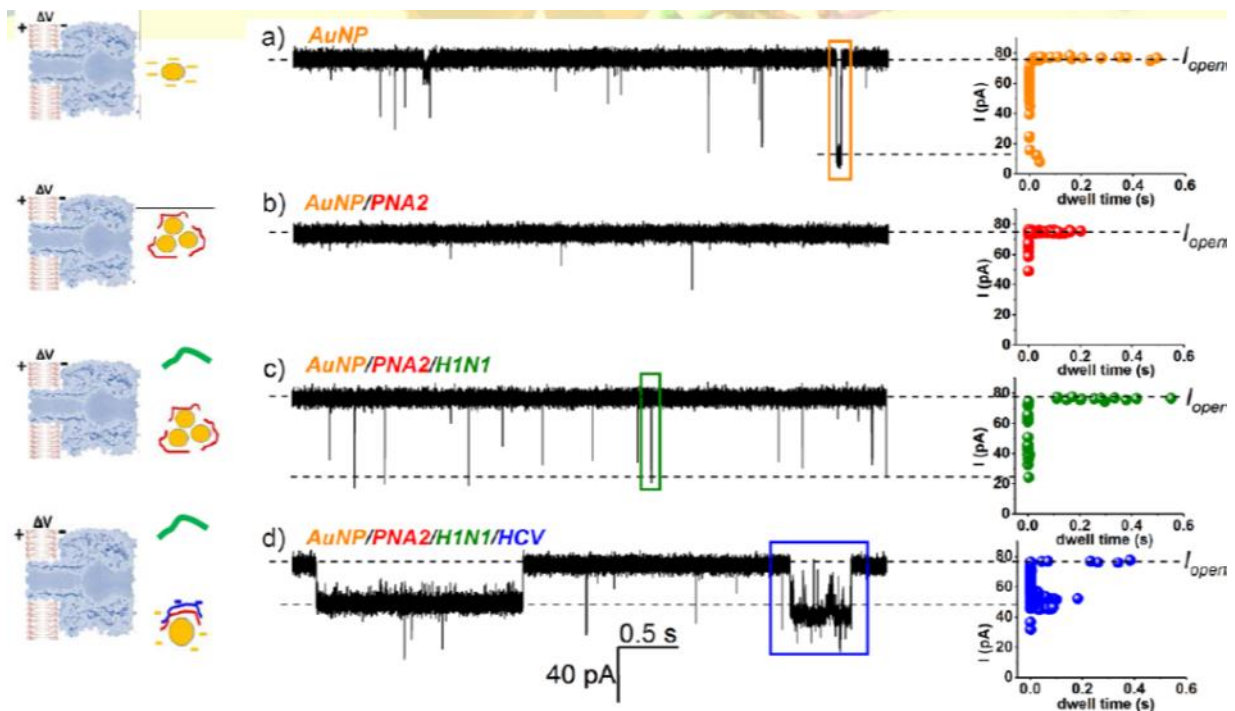 + ΔV -
a) AuNP
Iopen
I (pA)
80
60
40
20
0
0.0 0.2 0.4 0.6
dwell time (s)
+ ΔV -
b) AuNP/PNA2
Iopen
I (pA)
80
60
40
20
0
0.0 0.2 0.4 0.6
dwell time (s)
+ ΔV -
c) AuNP/PNA2/H1N1
Ioper
I (pA)
80
60
40
20
0
0.0 0.2 0.4 0.6
dwell time (s)
+ ΔV -
d) AuNP/PNA2/H1N1/HCV
0.5 s
40 pA
Ioper
I (pA)
80
60
40
20
0
0.0 0.2 0.4 0.6
dwell time (s)